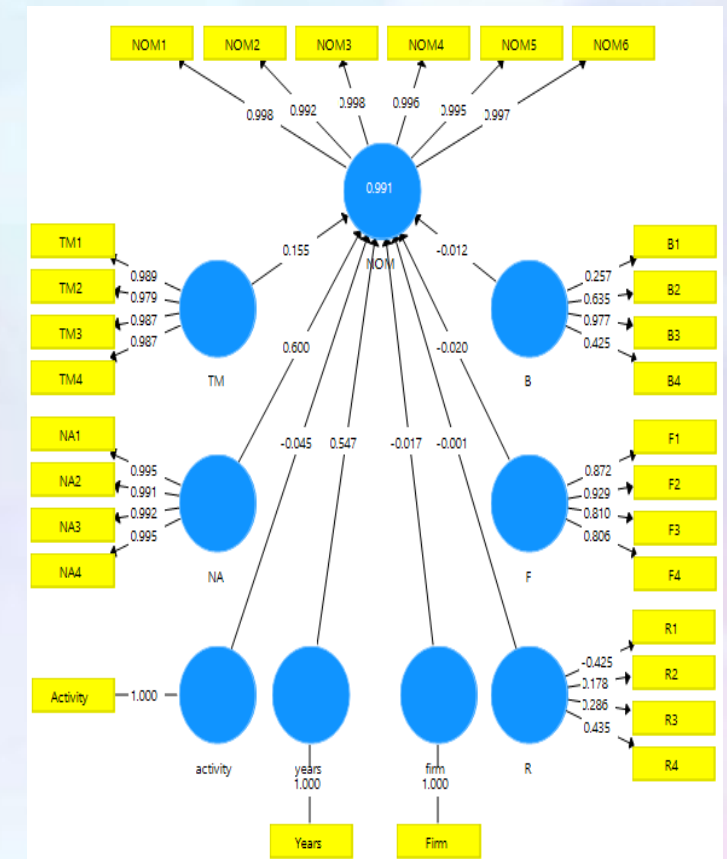 NOM1 NOM2 NOM3 NOM4 NOM5 NOM6
0.998 0.992 0.998 0.996 0.995 0.997
0.991
NOM
TM1
TM2
TM3
TM4
0.989
0.979
0.987
0.987
TM
0.155
-0.012
B1
B2
B3
B4
0.257
0.635
0.977
0.425
B
0.600
-0.020
NA1
NA2
NA3
NA4
0.995
0.991
0.992
0.995
NA
-0.045 0.547 -0.017 -0.001
F1
F2
F3
F4
0.872
0.929
0.810
0.806
F
R1
R2
R3
R4
-0.425
0.178
0.286
0.435
R
Activity
1.000
activity
years
1.000
Years
firm
1.000
Firm